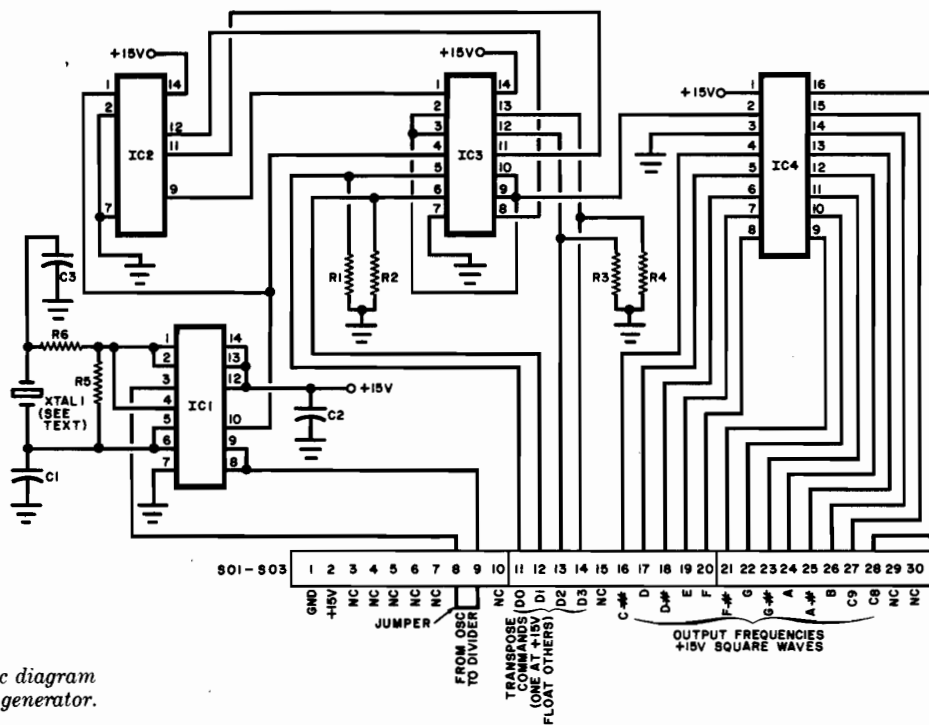 +15V
1
2
7
14
12
11
9
IC2
+15V
1
2
3
4
5
6
7
14
13
12
11
10
9
8
IC3
+15V
1
2
3
4
5
6
7
8
16
15
14
13
12
11
10
9
IC4
C3
R6
R5
XTAL1
(SEE
TEXT)
C1
1
2
3
4
5
6
7
14
13
12
10
9
8
IC1
+15V
C2
R1
R2
R3
R4
SO1-SO3
1 2 3 4 5 6 7 8 9 10 11 12 13 14 15 16 17 18 19 20 21 22 23 24 25 26 27 28 29 30
GND
+15V
NC
NC
NC
NC
NC
JUMPER
FROM OSC
TO DIVIDER
NC
D0
D1
D2
D3
TRANSPOSE
COMMANDS
(ONE AT +15V
FLOAT OTHERS)
NC
C#
D
D#
E
F
F#
G
G#
A
A#
B
C9
C8
NC
NC
OUTPUT FREQUENCIES
+15V SQUARE WAVES
c diagram
generator.